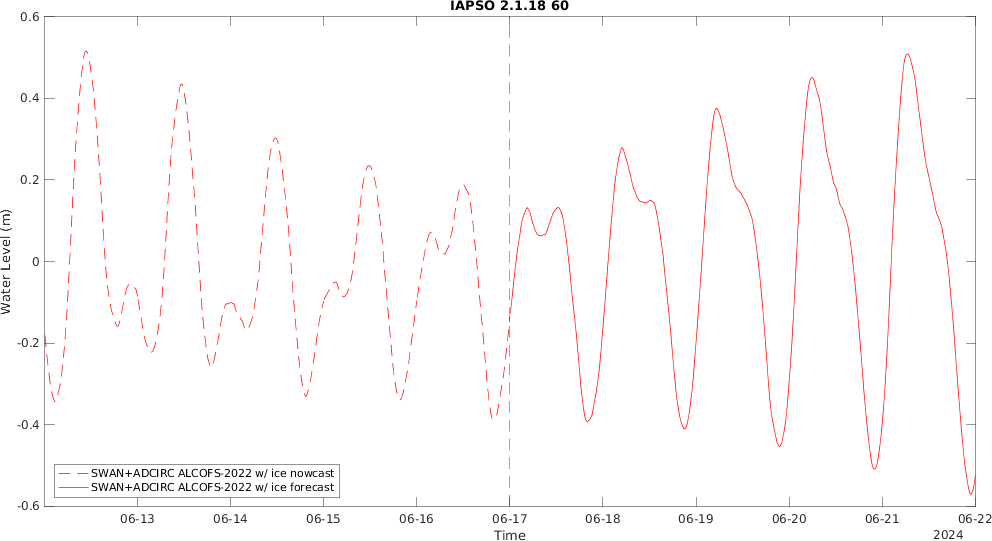 IAPSO 2.1.18 60
0.6
0.4
0.2
0
-0.2
-0.4
-0.6
Water Level (m)
SWAN+ADCIRC ALCOFS-2022 w/ ice nowcast
SWAN+ADCIRC ALCOFS-2022 w/ ice forecast
06-13 06-14 06-15 06-16 06-17 06-18 06-19 06-20 06-21 06-22
Time
2024